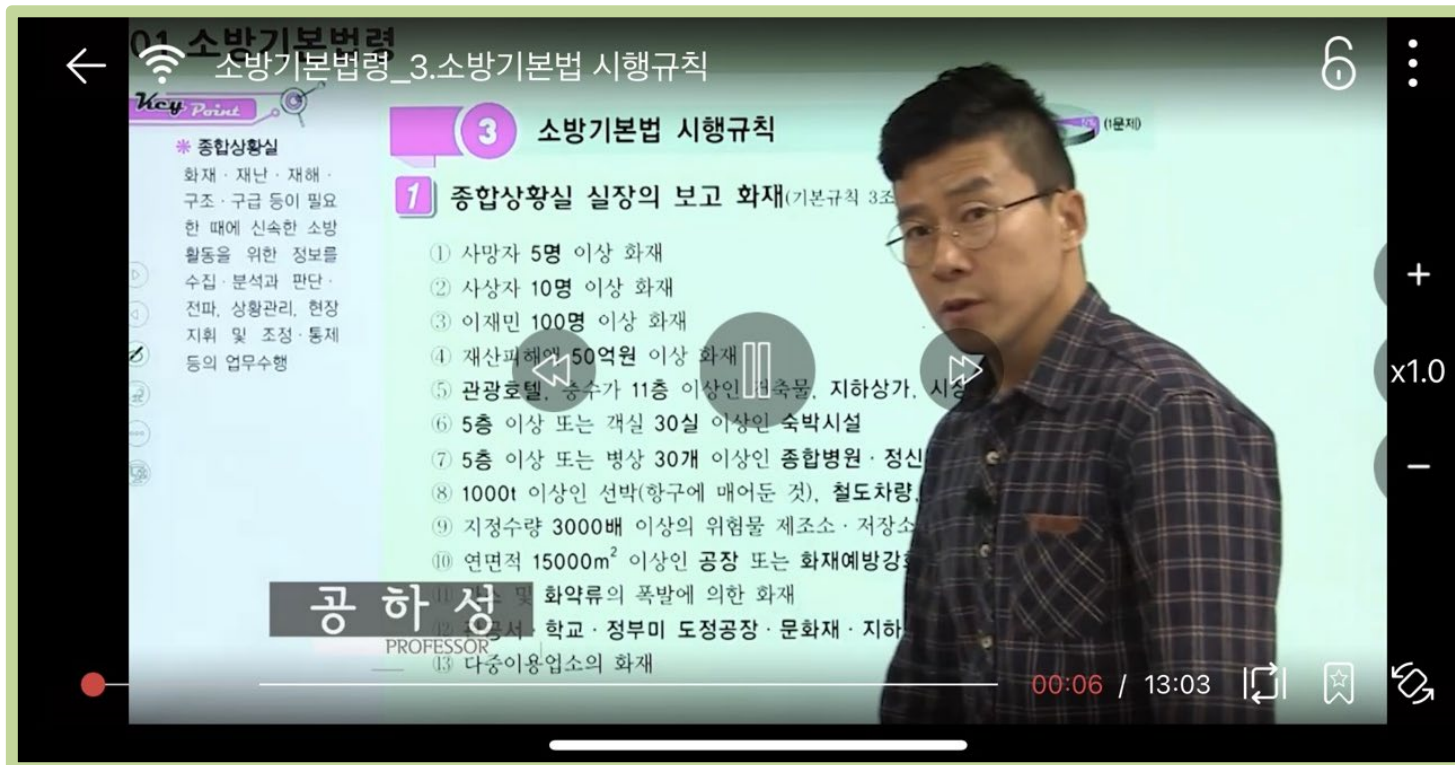 01 소방기본법령
소방기본법령_3.소방기본법 시행규칙
Key Point
종합상황실
화재 · 재난 · 재해 ·
구조 · 구급 등이 필요
한 때에 신속한 소방
활동을 위한 정보를
수집 · 분석과 판단 ·
전파, 상황관리, 현장
지휘 및 조정 · 통제
등의 업무수행
3 소방기본법 시행규칙
(1문제)
1 종합상황실 실장의 보고 화재(기본규칙 3조
① 사망자 5명 이상 화재
② 사상자 10명 이상 화재
③ 이재민 100명 이상 화재
④ 재산피해액 50억원 이상 화재
⑤ 관광호텔, 층수가 11층 이상인 건축물, 지하상가, 시장
⑥ 5층 이상 또는 객실 30실 이상인 숙박시설
⑦ 5층 이상 또는 병상 30개 이상인 종합병원 · 정신
⑧ 1000t 이상인 선박(항구에 매어둔 것), 철도차량,
⑨ 지정수량 3000배 이상의 위험물 제조소 · 저장소
⑩ 연면적 15000m² 이상인 공장 또는 화재예방강화
⑪ 및 화약류의 폭발에 의한 화재
⑫ · 학교 · 정부미 도정공장 · 문화재 · 지하
⑬ 다중이용업소의 화재
공하성
PROFESSOR
x1.0
00:06 / 13:03